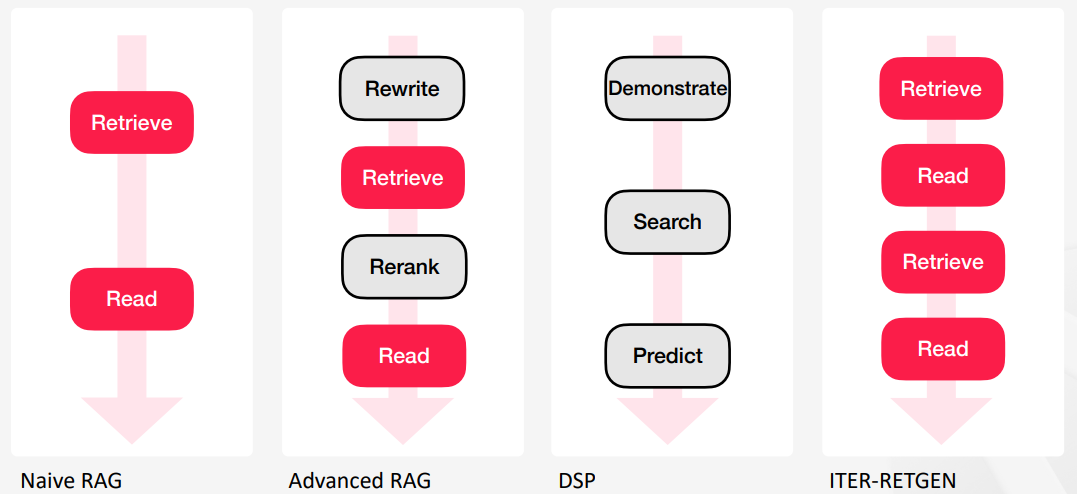 Retrieve
Read
Naive RAG
Rewrite
Retrieve
Rerank
Read
Advanced RAG
Demonstrate
Search
Predict
DSP
Retrieve
Read
Retrieve
Read
ITER-RETGEN